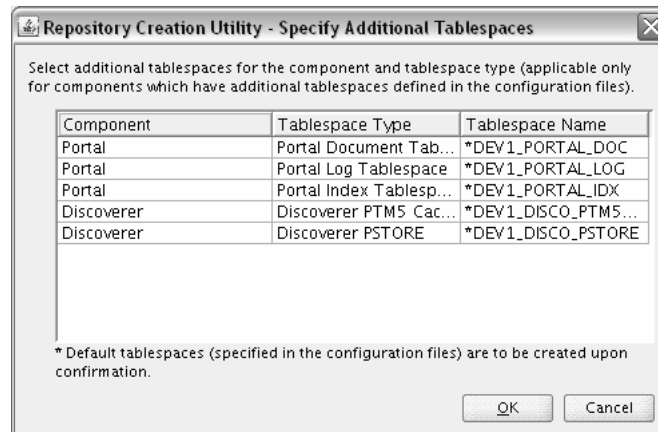 Repository Creation Utility - Specify Additional Tablespaces
Select additional tablespaces for the component and tablespace type (applicable only
for components which have additional tablespaces defined in the configuration files).
Component Tablespace Type Tablespace Name
Portal Portal Document Tab... *DEV1_PORTAL_DOC
Portal Portal Log Tablespace *DEV1_PORTAL_LOG
Portal Portal Index Tablesp... *DEV1_PORTAL_IDX
Discoverer Discoverer PTM5 Cac... *DEV1_DISCO_PTM5...
Discoverer Discoverer PSTORE *DEV1_DISCO_PSTORE
* Default tablespaces (specified in the configuration files) are to be created upon
confirmation.
OK Cancel